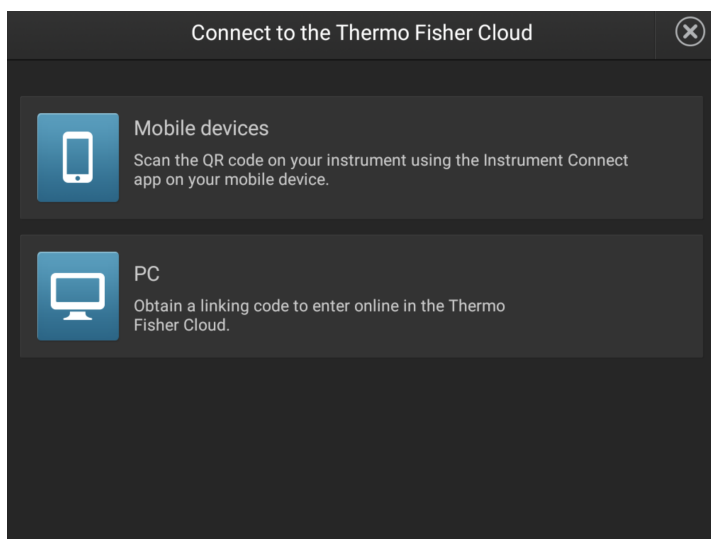 Connect to the Thermo Fisher Cloud
Mobile devices
Scan the QR code on your instrument using the Instrument Connect
app on your mobile device.
PC
Obtain a linking code to enter online in the Thermo
Fisher Cloud.